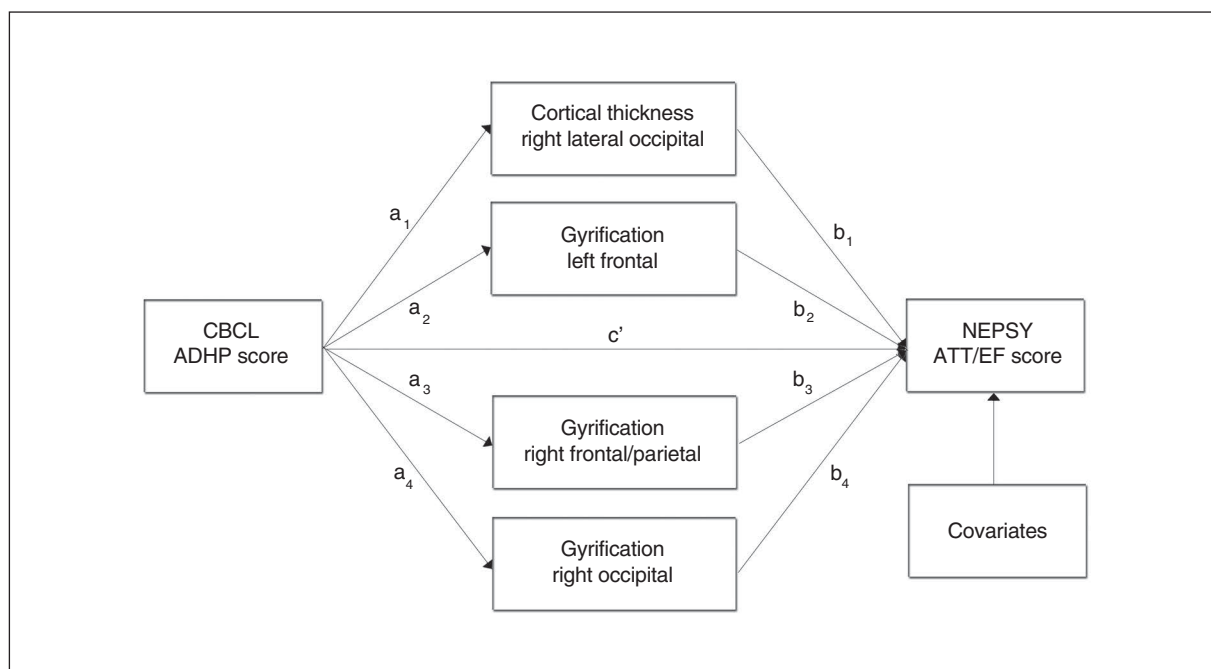 Cortical thickness
right lateral occipital
a1
b1
Gyrification
left frontal
a2
b2
CBCL
ADHP score
c'
NEPSY
ATT/EF score
a3
b3
Gyrification
right frontal/parietal
a4
b4
Gyrification
right occipital
Covariates